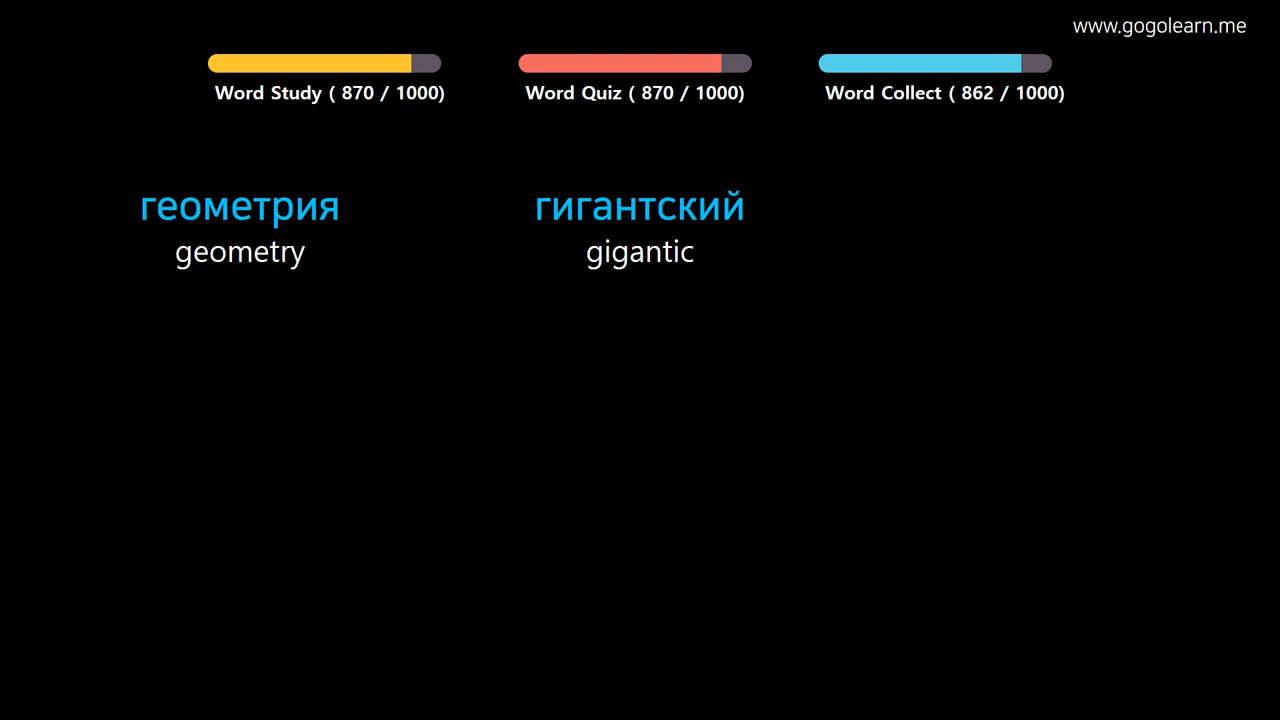 www.gogolearn.me
Word Study ( 870 / 1000)
Word Quiz ( 870 / 1000)
Word Collect ( 862 / 1000)
геометрия
geometry
гигантский
gigantic